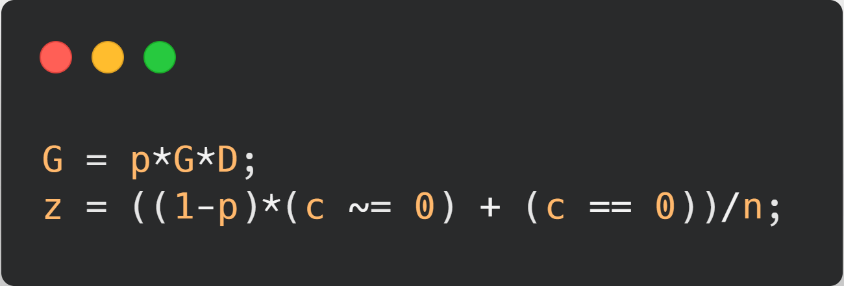 G = p*G*D;
z = ((1-p)*(c ~= 0) + (c == 0))/n;